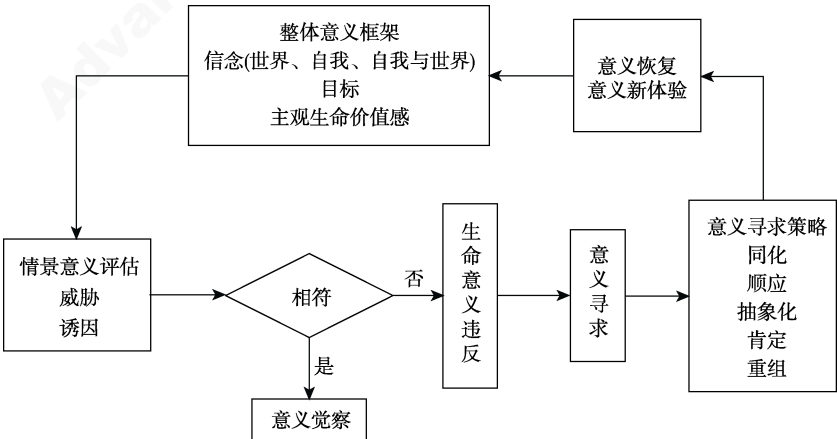 Advan
整体意义框架
信念(世界、自我、自我与世界)
目标
主观生命价值感
意义恢复
意义新体验
情景意义评估
威胁
诱因
相符
否
是
意义觉察
生命意义违反
意义寻求
意义寻求策略
同化
顺应
抽象化
肯定
重组